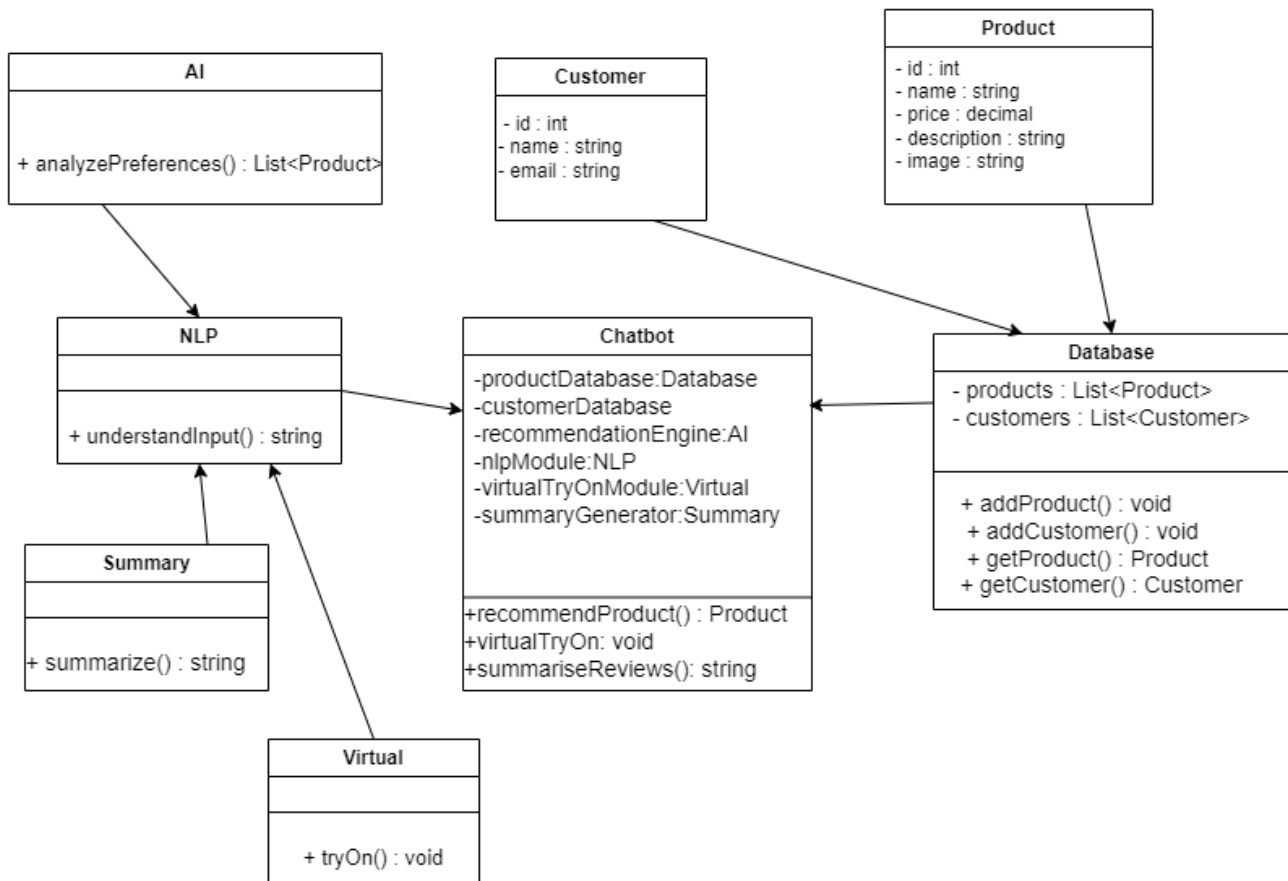 AI
+ analyzePreferences() : List<Product>
Customer
- id : int
- name : string
- email : string
Product
- id : int
- name : string
- price : decimal
- description : string
- image : string
NLP
+ understandInput() : string
Chatbot
-productDatabase:Database
-customerDatabase
-recommendationEngine:AI
-nlpModule:NLP
-virtualTryOnModule:Virtual
-summaryGenerator:Summary
+recommendProduct() : Product
+virtualTryOn: void
+summariseReviews(): string
Database
- products : List<Product>
- customers : List<Customer>
+ addProduct() : void
+ addCustomer() : void
+ getProduct() : Product
+ getCustomer() : Customer
Summary
+ summarize() : string
Virtual
+ tryOn() : void